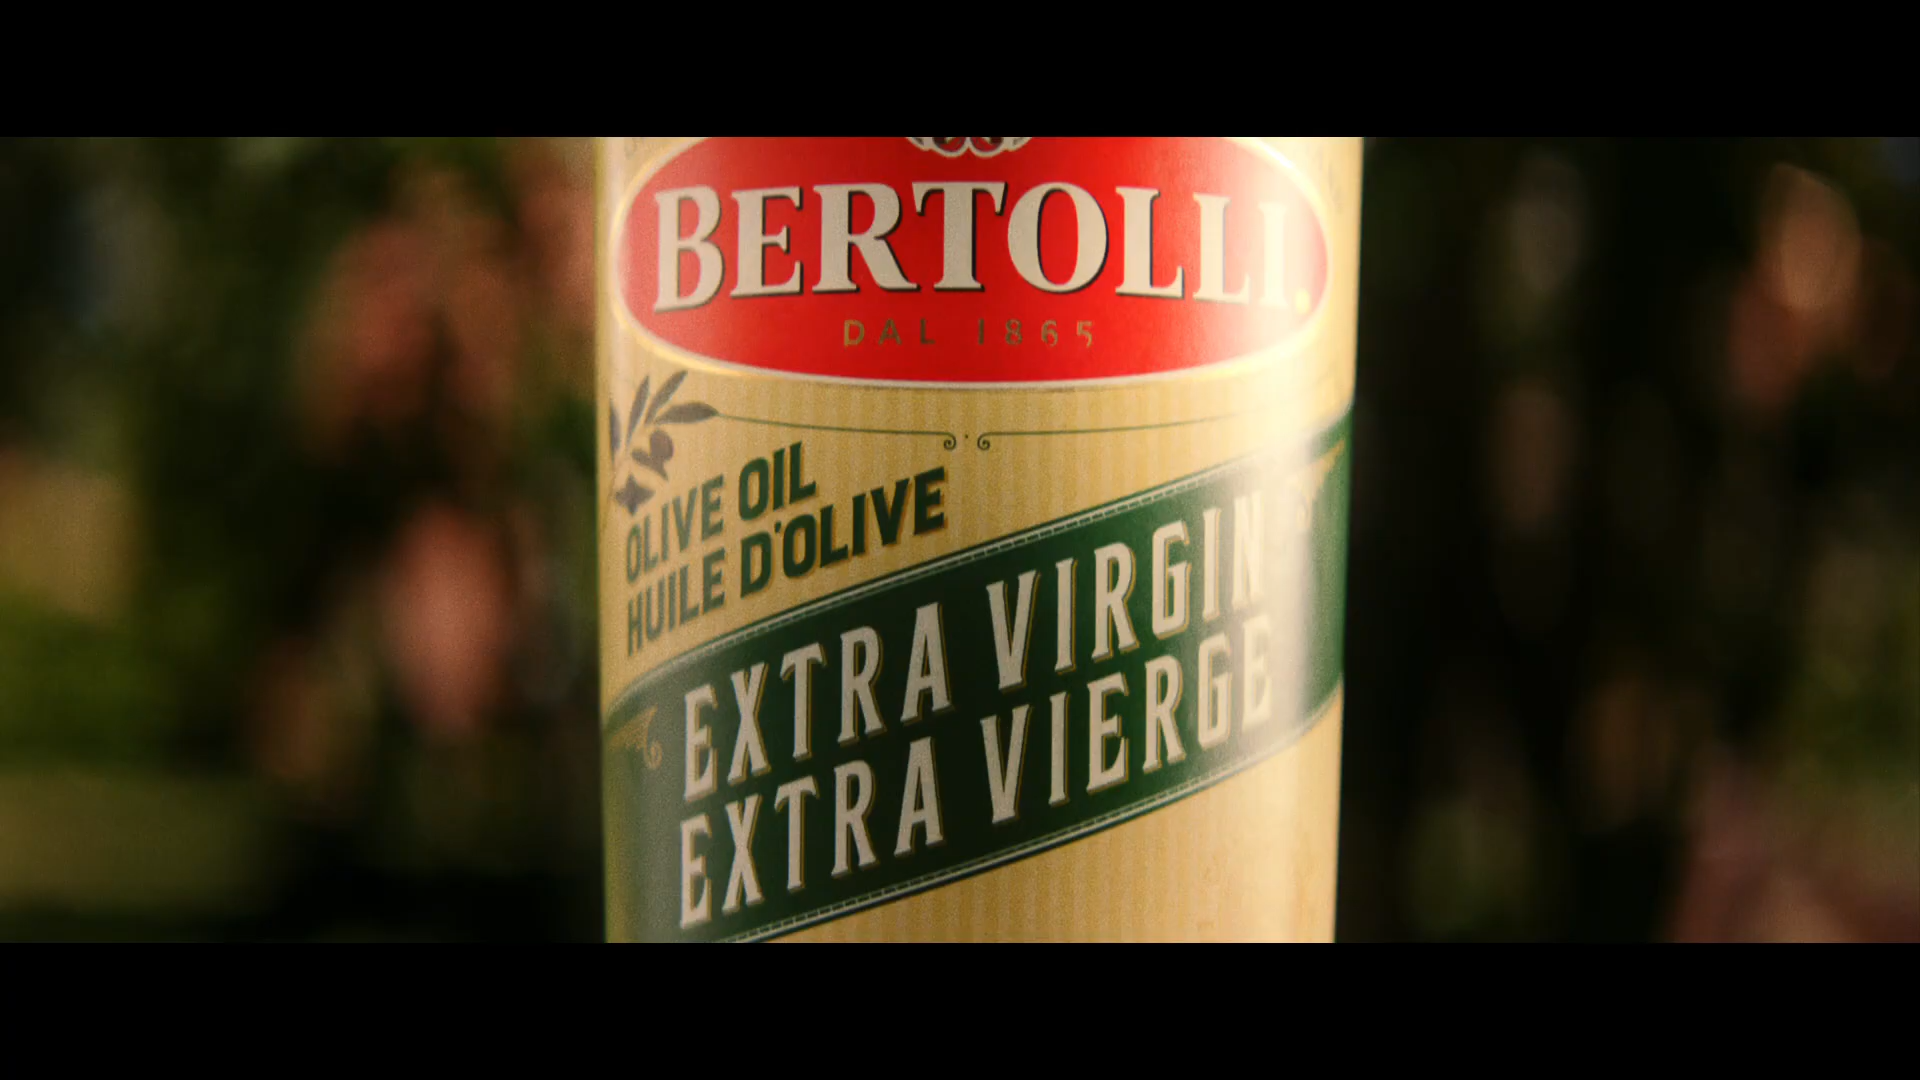 BERTOLLI
DAL 1865
OLIVE OIL
HUILE D'OLIVE
EXTRA VIRGIN
EXTRA VIERGE